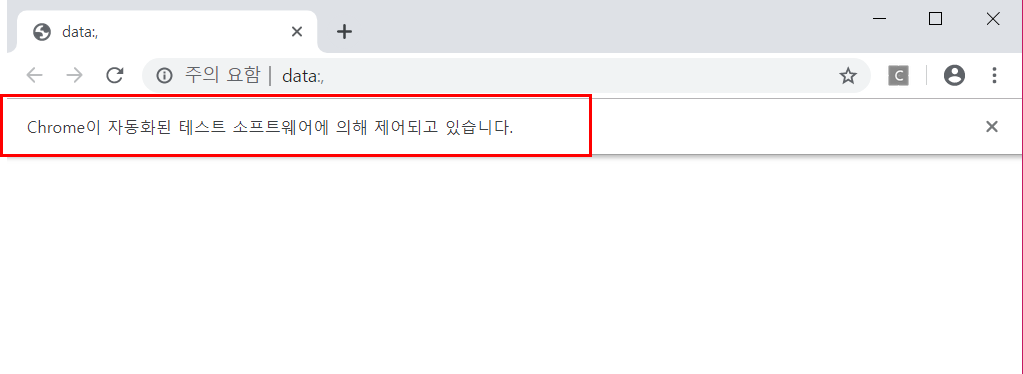 data:,
주의 요함 | data:,
C
Chrome이 자동화된 테스트 소프트웨어에 의해 제어되고 있습니다.